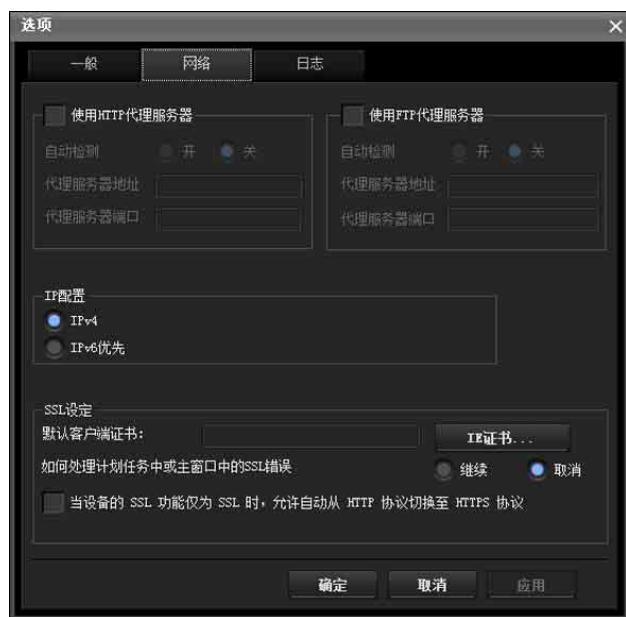 选项
一般 网络 日志
使用HTTP代理服务器 使用FTP代理服务器
自动检测 开 关 自动检测 开 关
代理服务器地址 代理服务器地址
代理服务器端口 代理服务器端口
IP配置
IPv4
IPv6优先
SSL设定
默认客户端证书: IE证书...
如何处理计划任务中或主窗口中的SSL错误 继续 取消
当设备的 SSL 功能仅为 SSL 时，允许自动从 HTTP 协议切换至 HTTPS 协议
确定 取消 应用